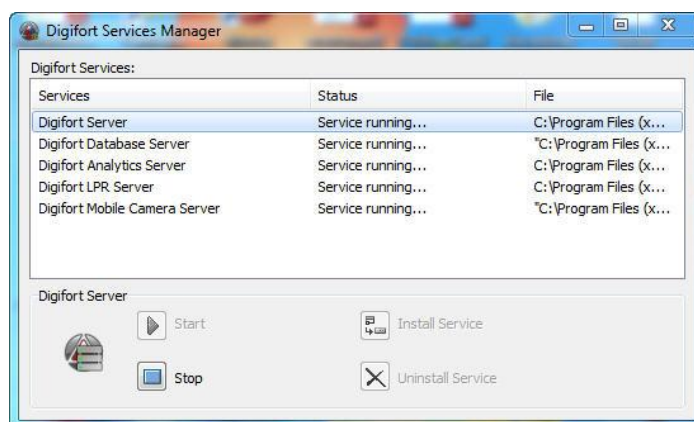 Digifort Services Manager
Digifort Services:
Services Status File
Digifort Server Service running... C:\Program Files (x...
Digifort Database Server Service running... "C:\Program Files (x...
Digifort Analytics Server Service running... C:\Program Files (x...
Digifort LPR Server Service running... C:\Program Files (x...
Digifort Mobile Camera Server Service running... "C:\Program Files (x...
Digifort Server
Start Install Service
Stop Uninstall Service